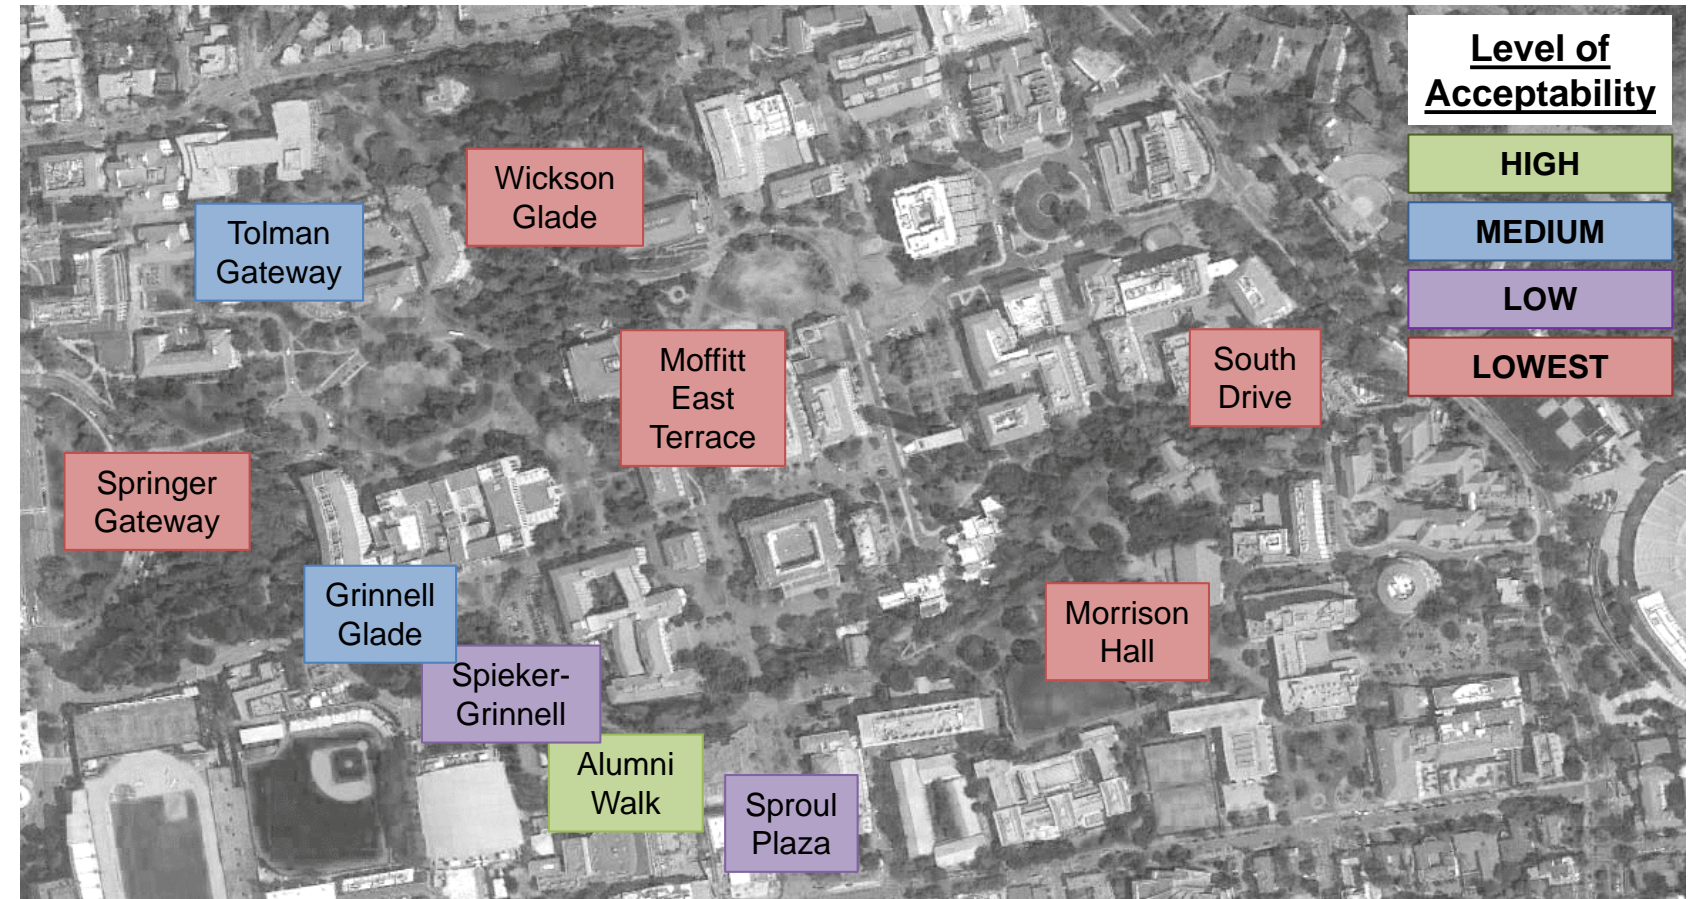 Level of
Acceptability
HIGH
MEDIUM
LOW
LOWEST
Wickson
Glade
Tolman
Gateway
Moffitt
East
Terrace
South
Drive
Springer
Gateway
Grinnell
Glade
Morrison
Hall
Spieker-
Grinnell
Alumni
Walk
Sproul
Plaza